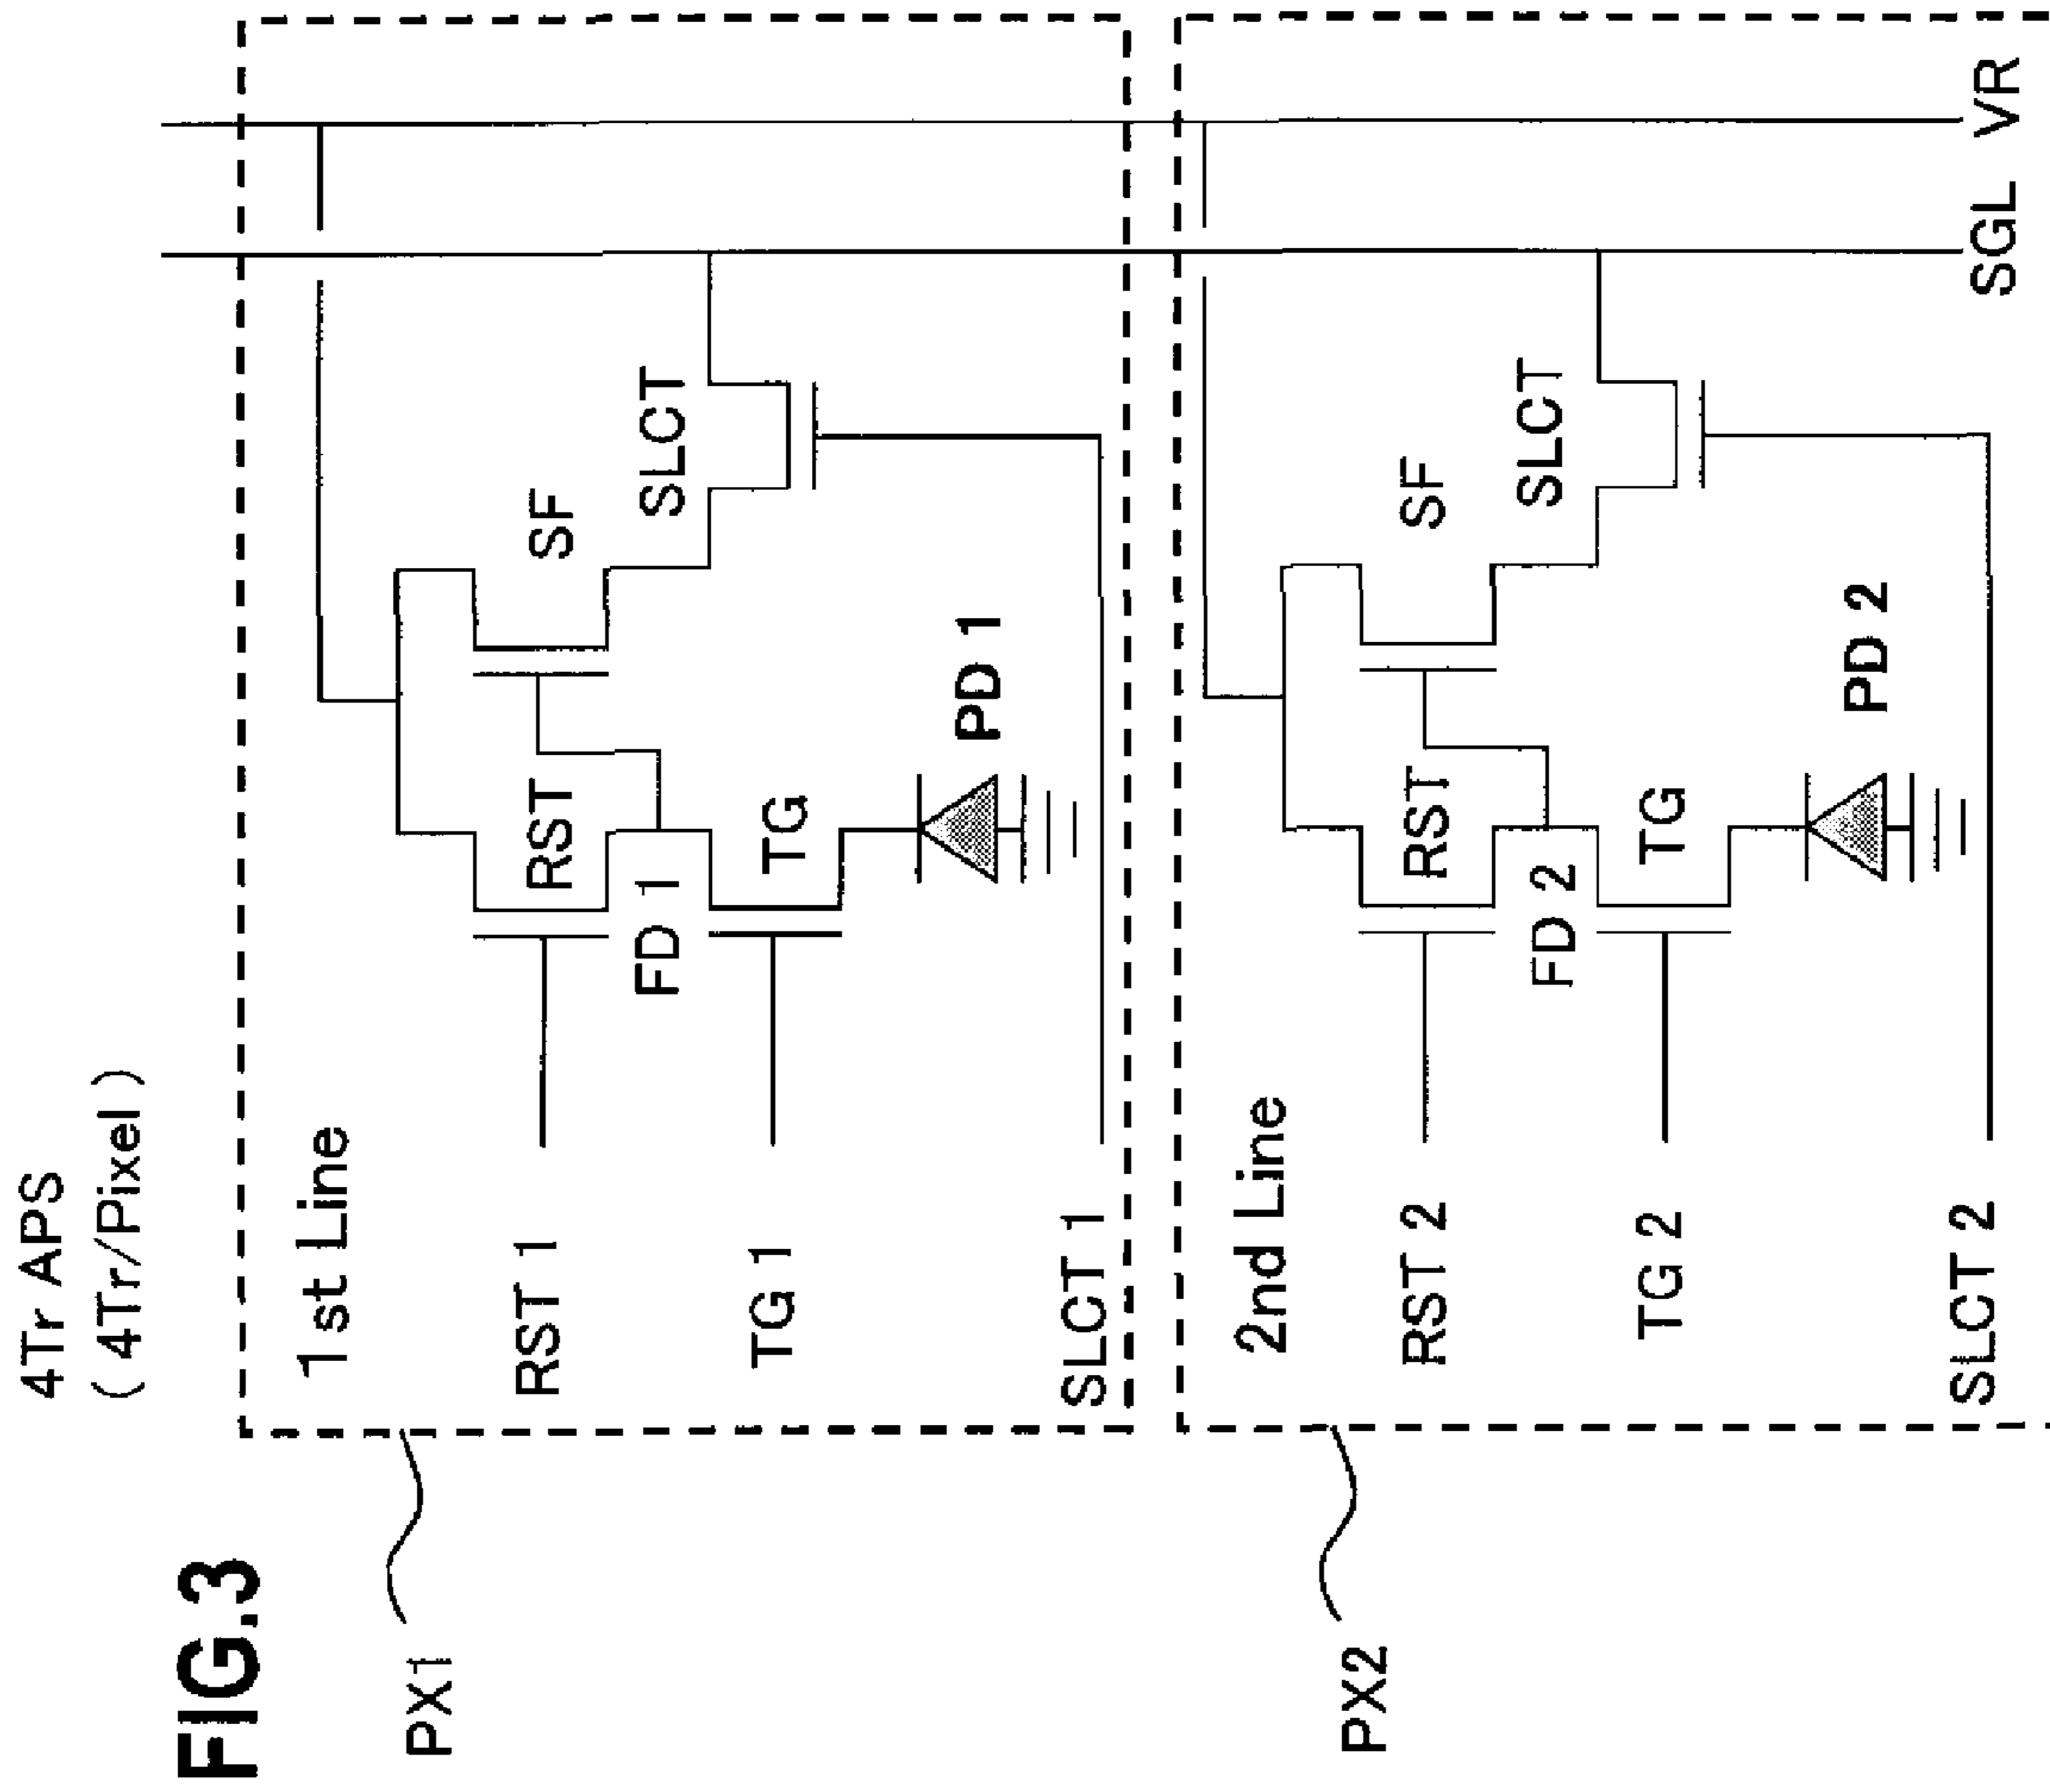 FIG.3
4Tr APS
( 4Tr/Pixel )
PX1
1st Line
RST 1
TG 1
SLCT 1
RST
FD 1
TG
SF
SLCT
PD 1
PX2
2nd Line
RST 2
TG 2
SLCT 2
RST
FD 2
TG
SF
SLCT
PD 2
SGL VR